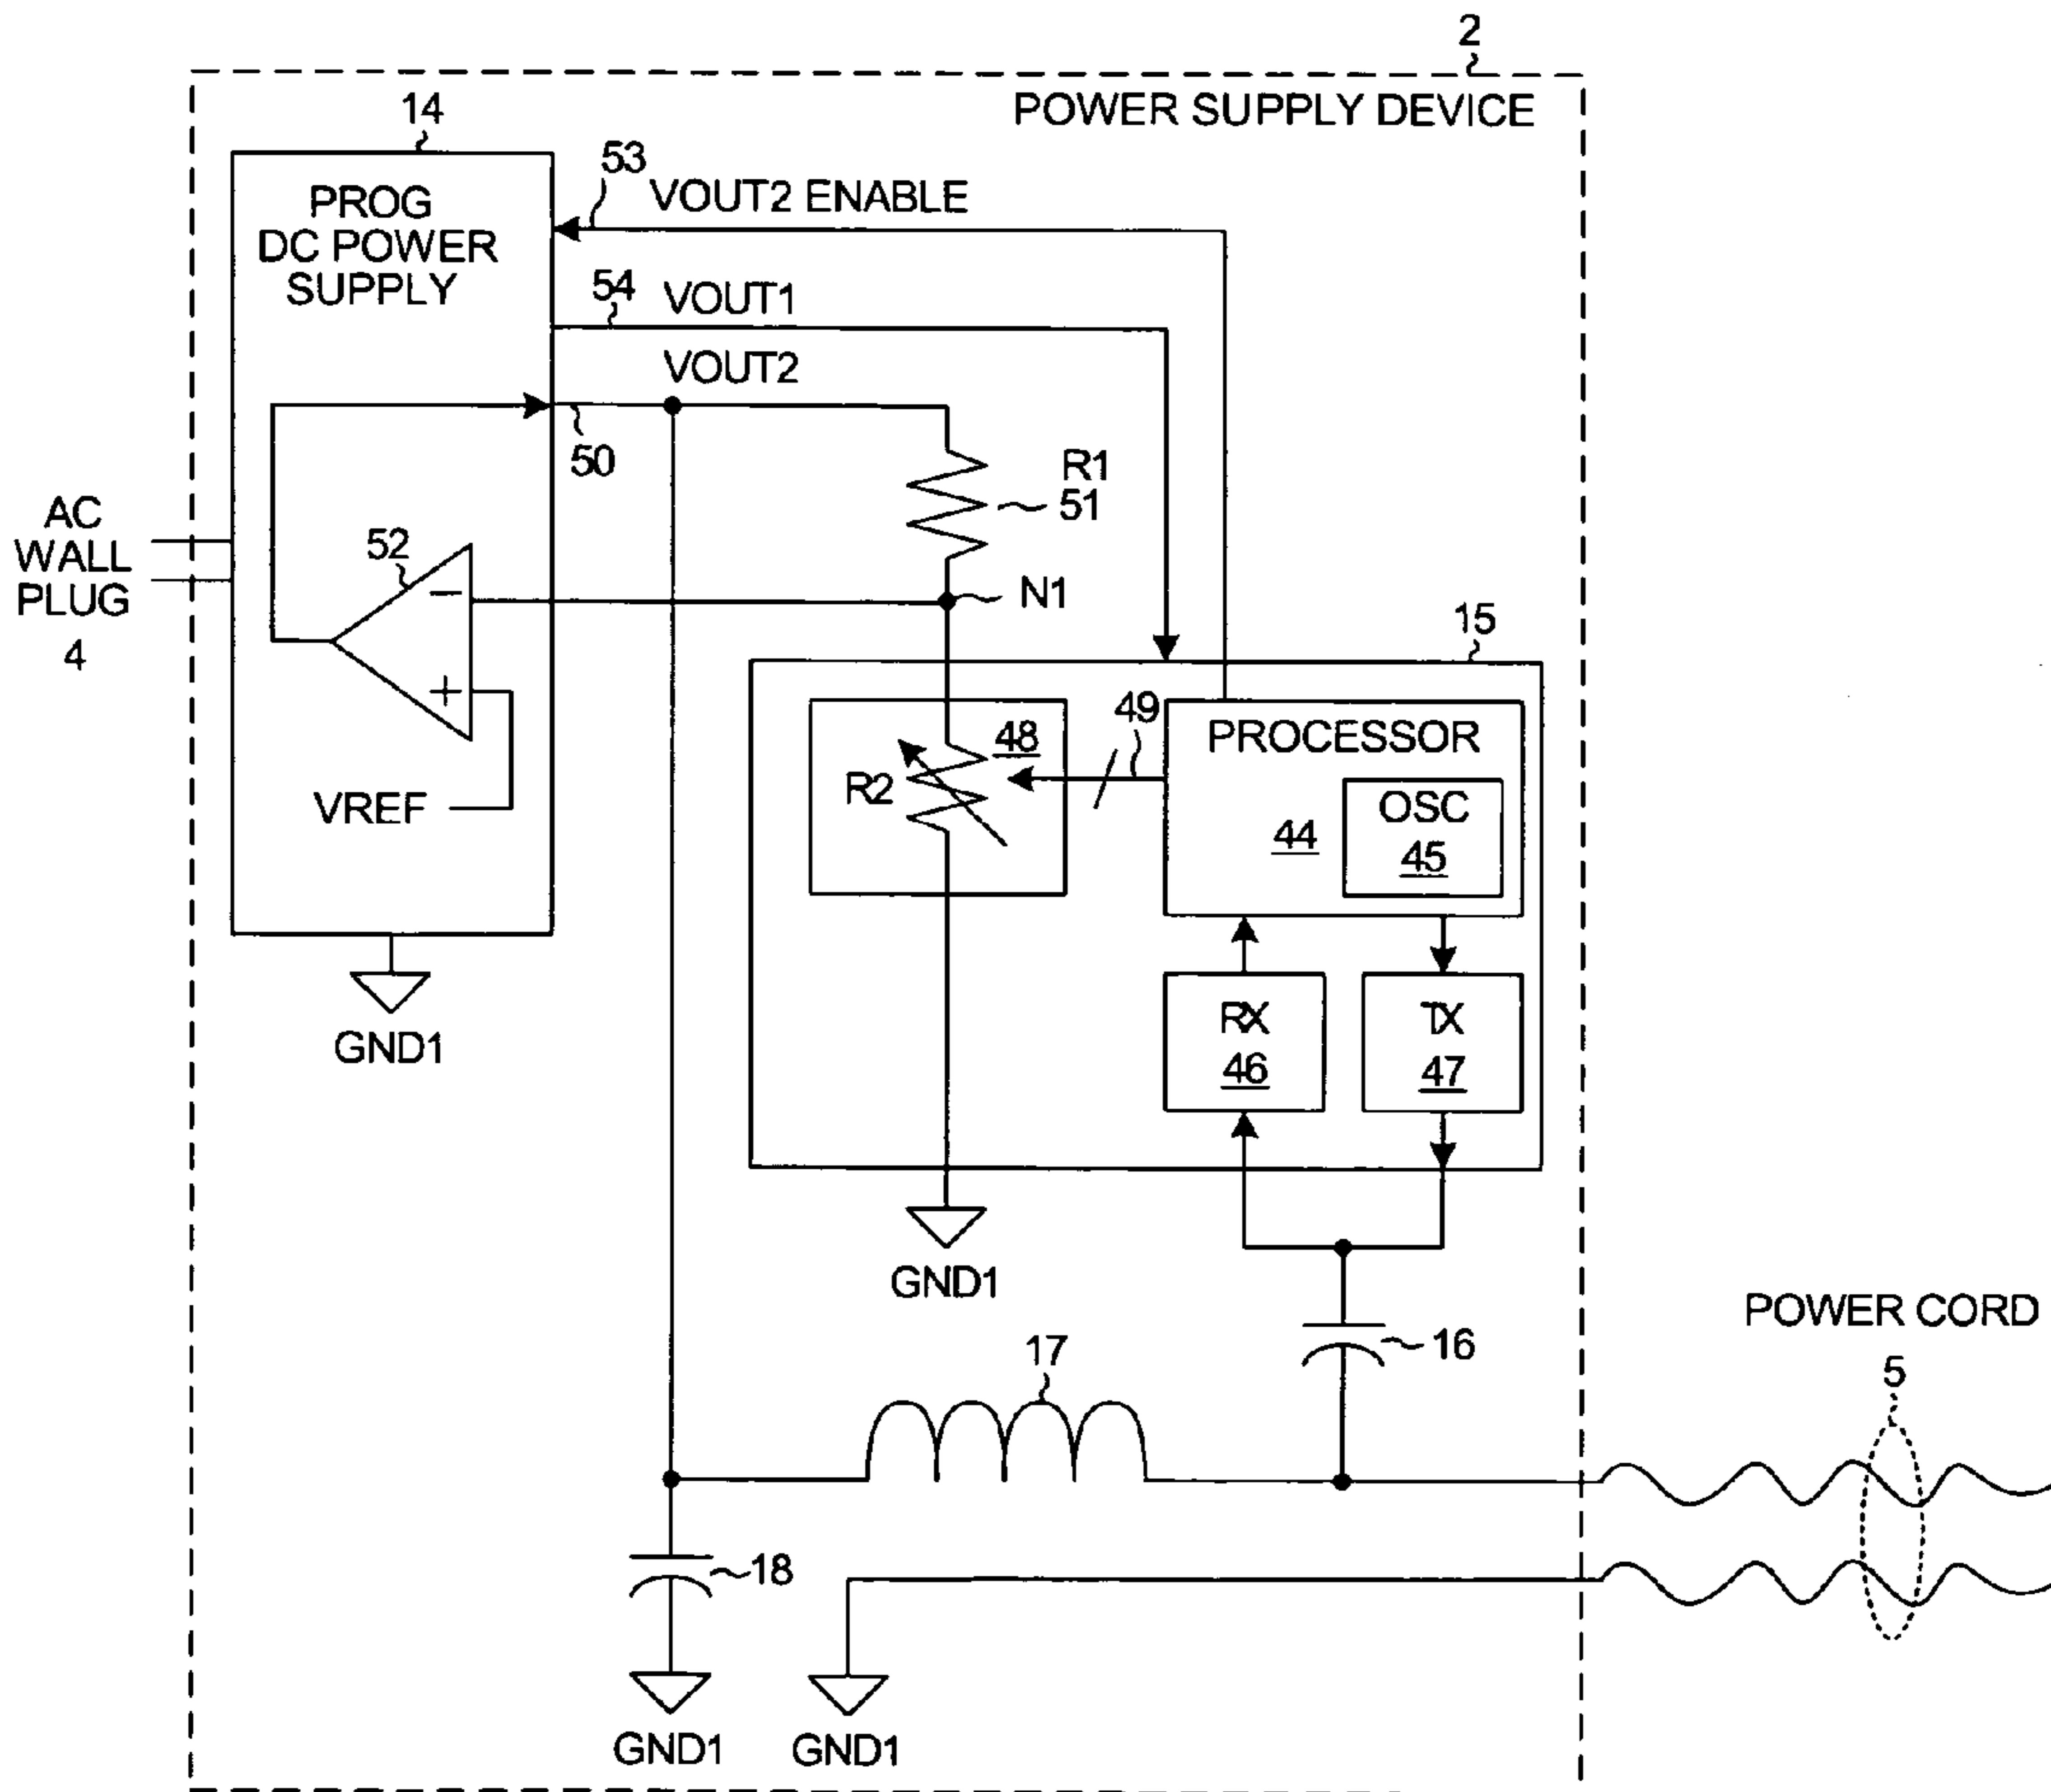 2
POWER SUPPLY DEVICE
14
PROG
DC POWER
SUPPLY
53
VOUT2 ENABLE
54
VOUT1
VOUT2
50
R1
51
AC
WALL
PLUG
4
52
−
+
VREF
N1
15
48
R2
49
PROCESSOR
44
OSC
45
GND1
RX
46
TX
47
GND1
POWER CORD
5
16
17
18
GND1
GND1